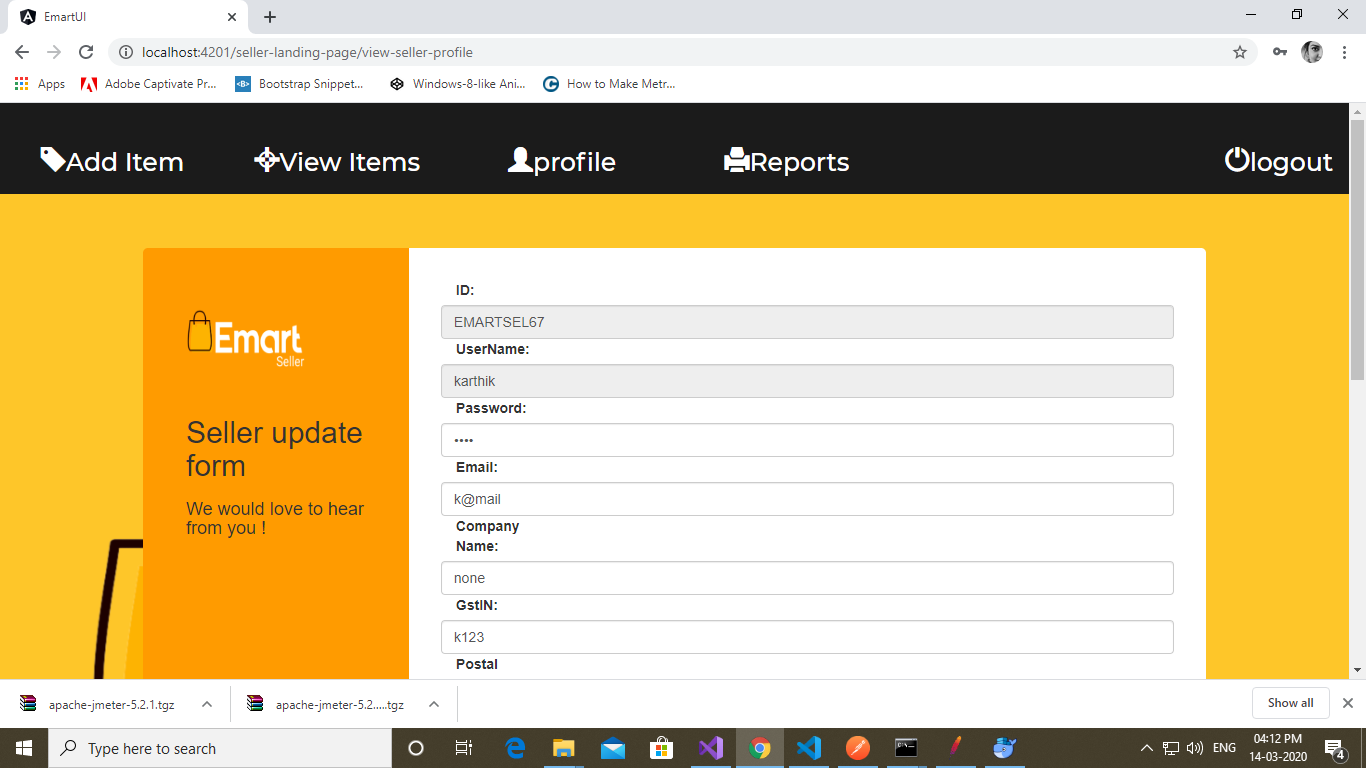 EmartUI
localhost:4201/seller-landing-page/view-seller-profile
Apps Adobe Captivate Pr... Bootstrap Snippet... Windows-8-like Ani... How to Make Metr...
Add Item View Items profile Reports logout
Emart
Seller
Seller update
form
We would love to hear
from you !
ID:
EMARTSEL67
UserName:
karthik
Password:
••••
Email:
k@mail
Company
Name:
none
GstIN:
k123
Postal
apache-jmeter-5.2.1.tgz apache-jmeter-5.2.....tgz Show all
Type here to search ENG 04:12 PM
14-03-2020 4